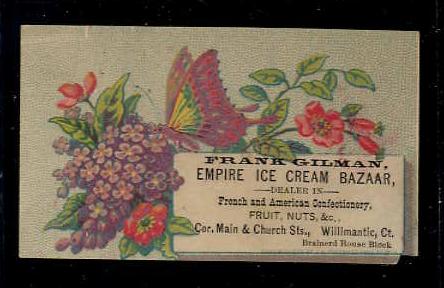 FRANK GILMAN,
EMPIRE ICE CREAM BAZAAR,
DEALER IN
French and American Confectionery,
FRUIT, NUTS, &c.,
Cor. Main & Church Sts., Willimantic, Ct.
Brainerd House Block